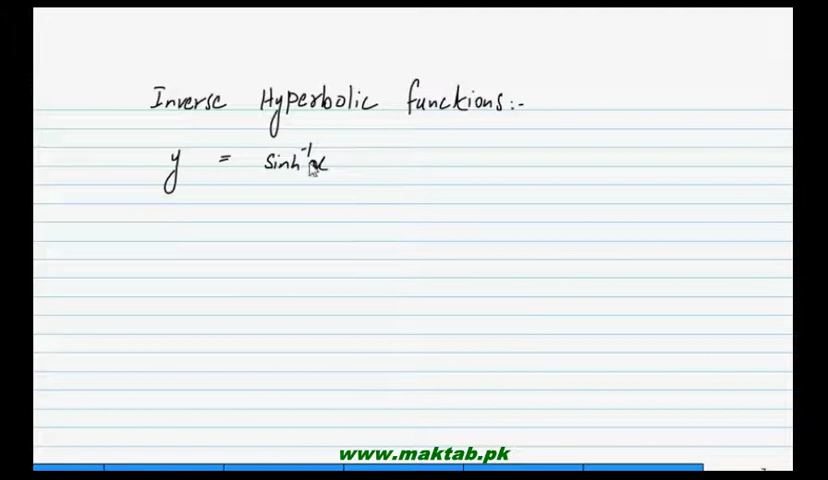 Inverse Hyperbolic functions:-
y = Sinh⁻¹x
www.maktab.pk